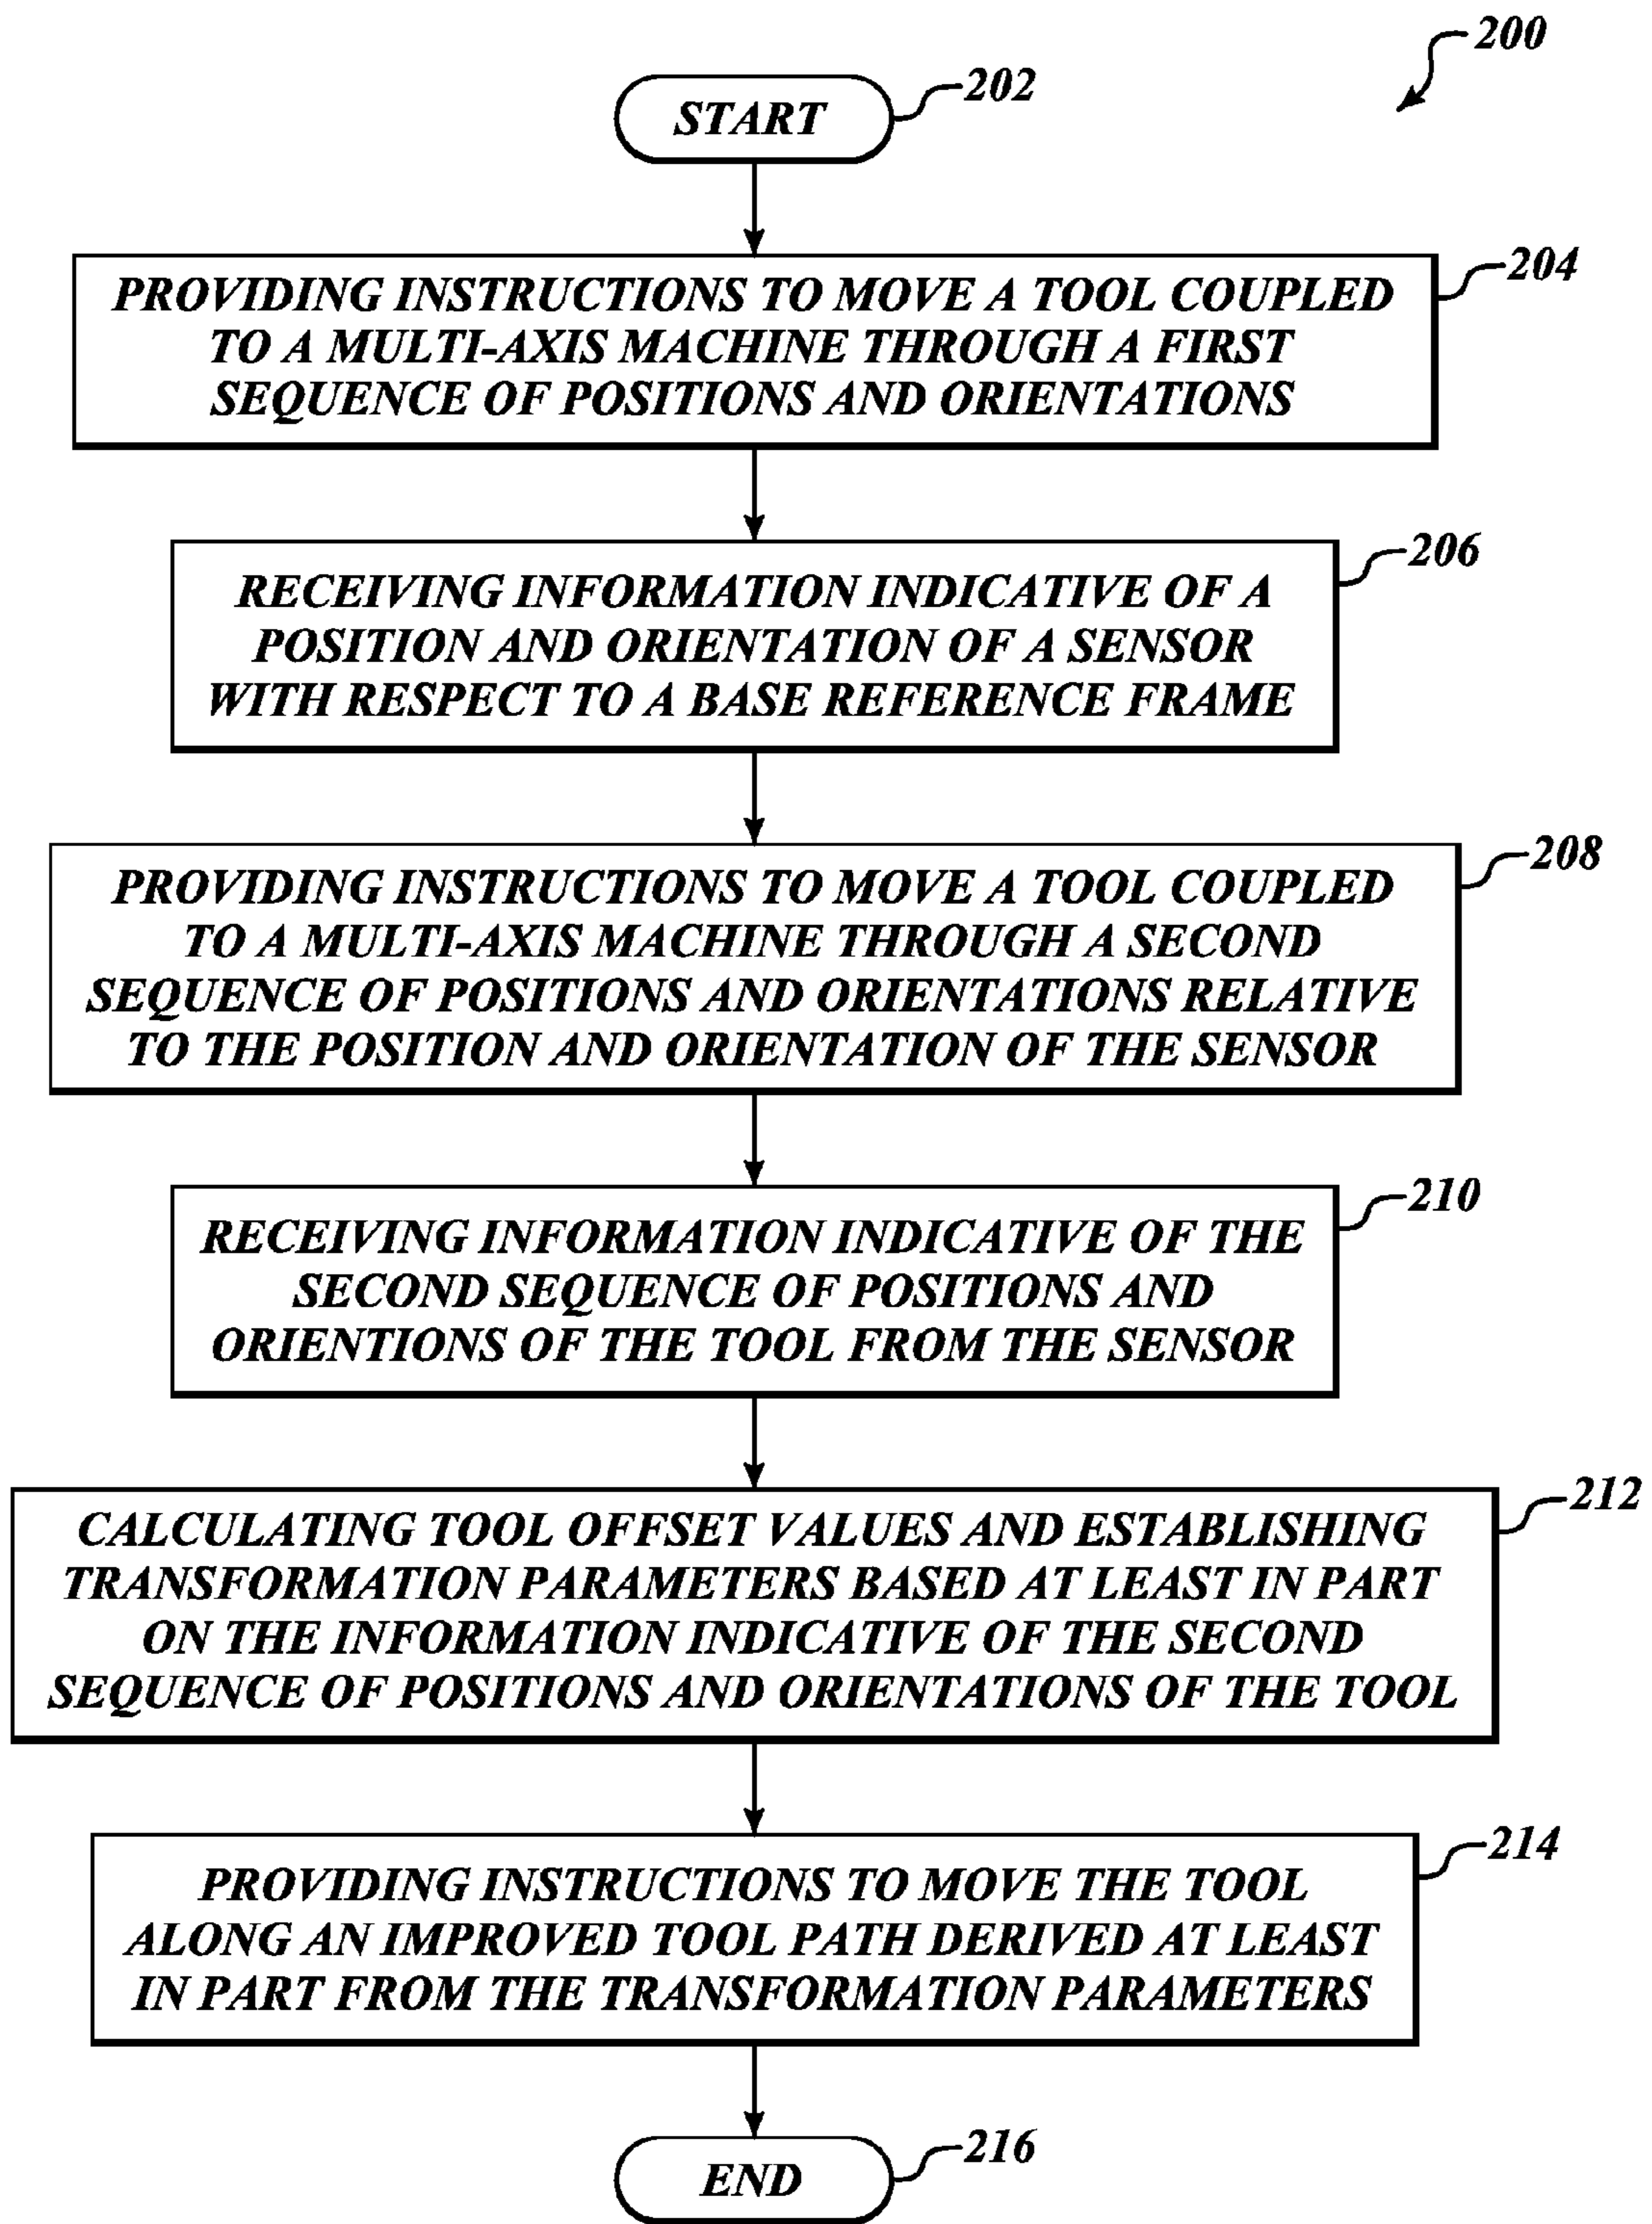 200
START
202
PROVIDING INSTRUCTIONS TO MOVE A TOOL COUPLED
TO A MULTI-AXIS MACHINE THROUGH A FIRST
SEQUENCE OF POSITIONS AND ORIENTATIONS
204
RECEIVING INFORMATION INDICATIVE OF A
POSITION AND ORIENTATION OF A SENSOR
WITH RESPECT TO A BASE REFERENCE FRAME
206
PROVIDING INSTRUCTIONS TO MOVE A TOOL COUPLED
TO A MULTI-AXIS MACHINE THROUGH A SECOND
SEQUENCE OF POSITIONS AND ORIENTATIONS RELATIVE
TO THE POSITION AND ORIENTATION OF THE SENSOR
208
RECEIVING INFORMATION INDICATIVE OF THE
SECOND SEQUENCE OF POSITIONS AND
ORIENTIONS OF THE TOOL FROM THE SENSOR
210
CALCULATING TOOL OFFSET VALUES AND ESTABLISHING
TRANSFORMATION PARAMETERS BASED AT LEAST IN PART
ON THE INFORMATION INDICATIVE OF THE SECOND
SEQUENCE OF POSITIONS AND ORIENTATIONS OF THE TOOL
212
PROVIDING INSTRUCTIONS TO MOVE THE TOOL
ALONG AN IMPROVED TOOL PATH DERIVED AT LEAST
IN PART FROM THE TRANSFORMATION PARAMETERS
214
END
216